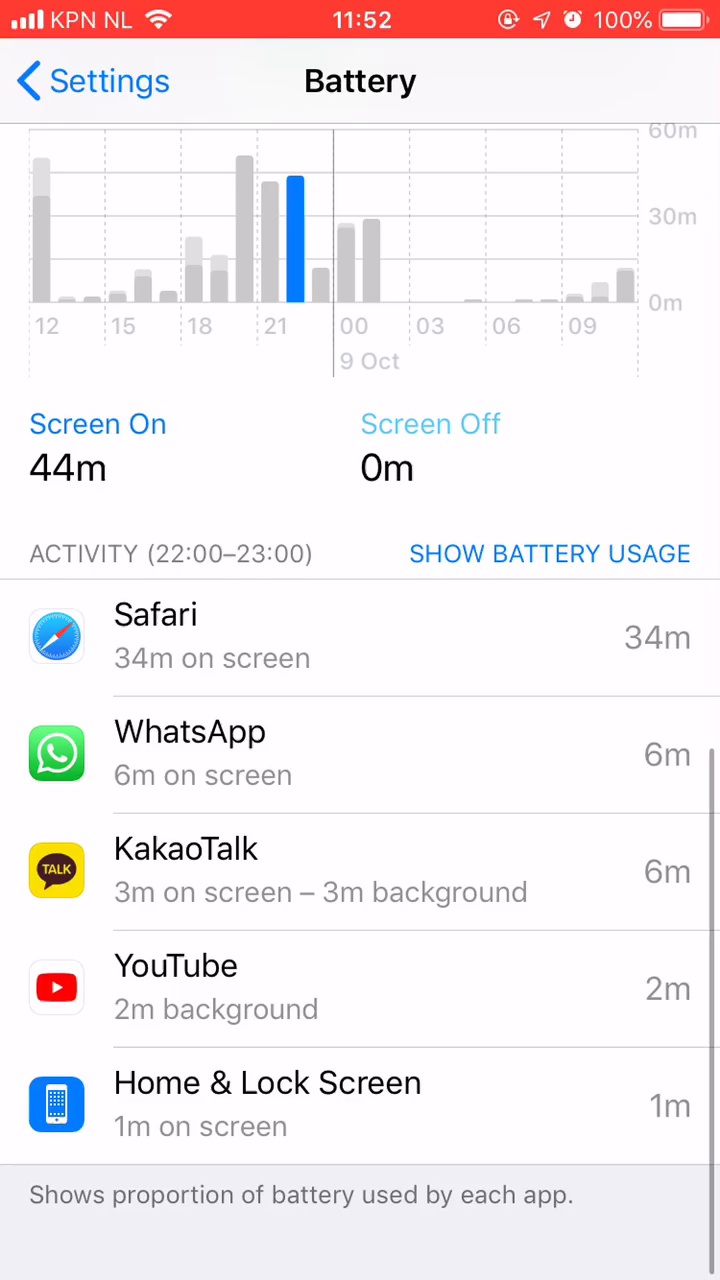 KPN NL 11:52 100%
Settings Battery
60m
30m
0m
12 15 18 21 00 03 06 09
9 Oct
Screen On Screen Off
44m 0m
ACTIVITY (22:00–23:00) SHOW BATTERY USAGE
Safari
34m on screen 34m
WhatsApp
6m on screen 6m
KakaoTalk
3m on screen – 3m background 6m
TALK
YouTube
2m background 2m
Home & Lock Screen
1m on screen 1m
Shows proportion of battery used by each app.